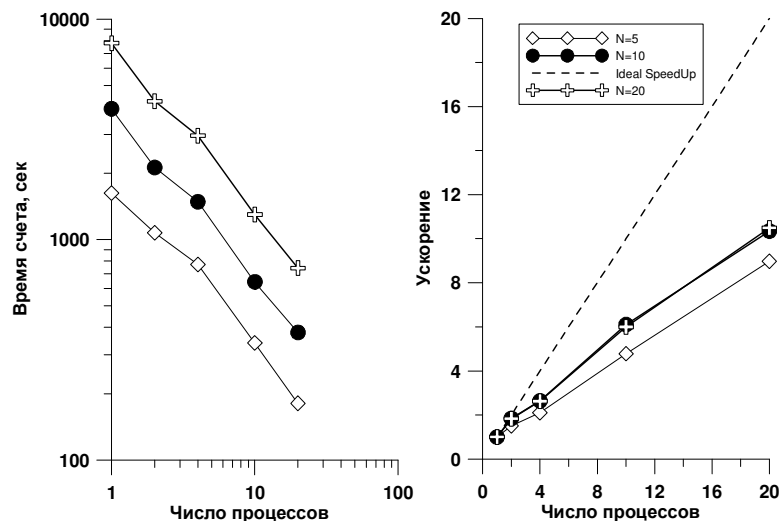 10000
1000
100
1
10
100
Время счета, сек
Число процессов
20
16
12
8
4
0
0
4
8
12
16
20
Ускорение
Число процессов
N=5
N=10
Ideal SpeedUp
N=20